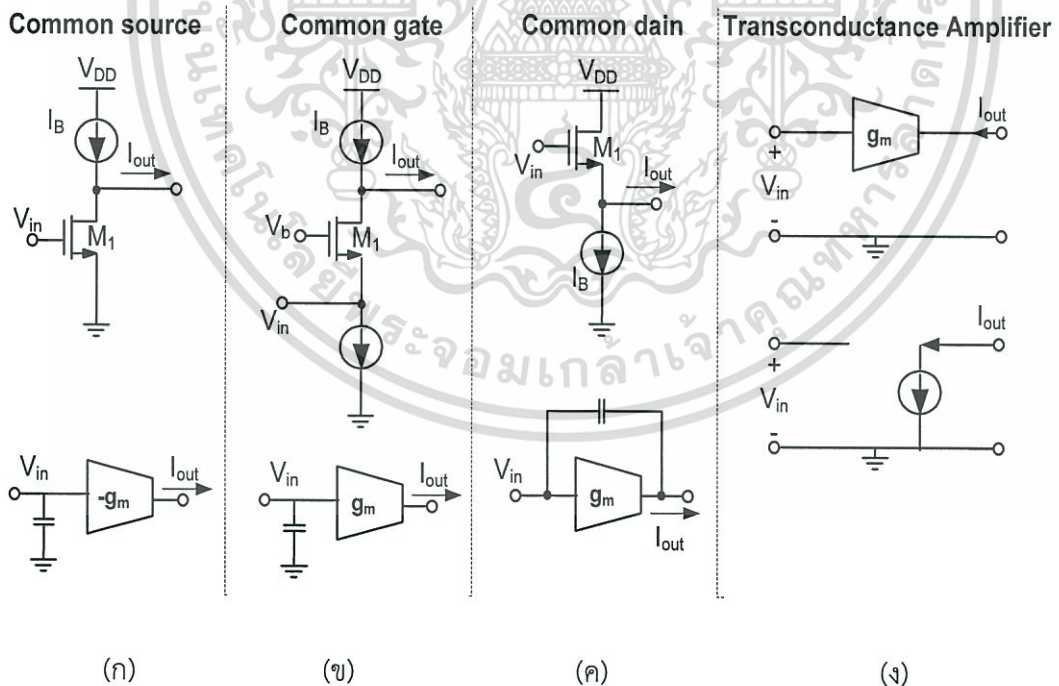 Common source
Common gate
Common dain
Transconductance Amplifier
VDD
IB
Iout
Vin
M1
VDD
IB
Iout
Vb
M1
Vin
VDD
Vin
M1
Iout
IB
gm
Iout
+
Vin
-
Iout
+
Vin
-
Vin
-gm
Iout
Vin
gm
Iout
Vin
gm
Iout
(ก)
(ข)
(ค)
(ง)